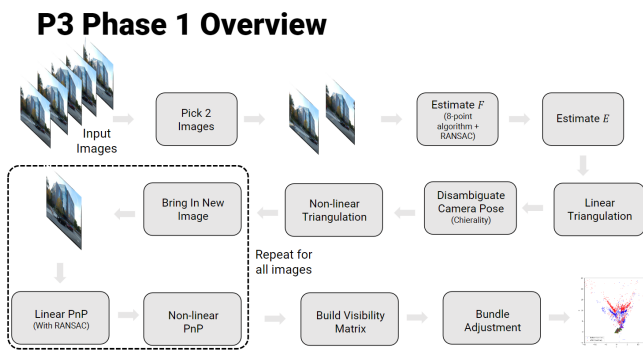 P3 Phase 1 Overview
Input
Images
Pick 2
Images
Estimate F
(8-point
algorithm +
RANSAC)
Estimate E
Bring In New
Image
Non-linear
Triangulation
Disambiguate
Camera Pose
(Chierality)
Linear
Triangulation
Repeat for
all images
Linear PnP
(With RANSAC)
Non-linear
PnP
Build Visibility
Matrix
Bundle
Adjustment